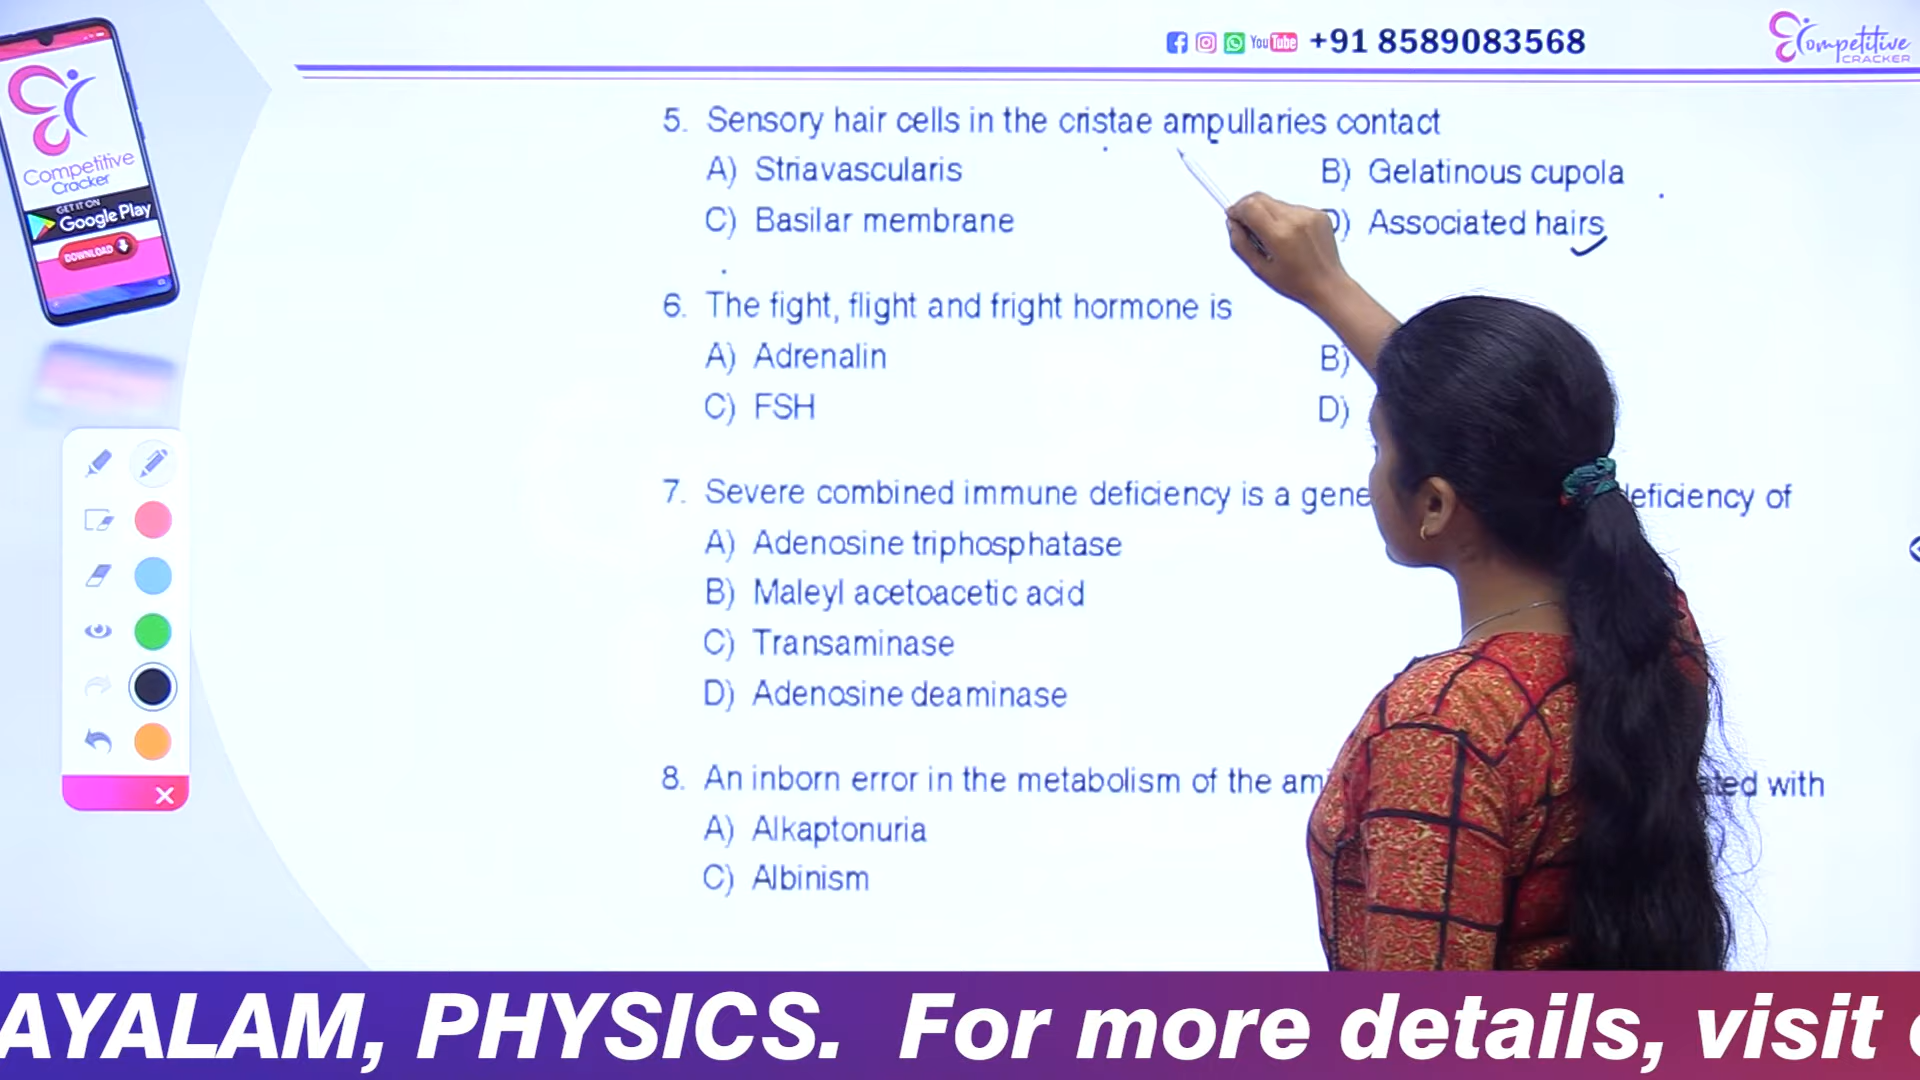 You Tube +91 8589083568
Competitive
CRACKER
Competitive
Cracker
GET IT ON
Google Play
DOWNLOAD
5. Sensory hair cells in the cristae ampullaries contact
A) Striavascularis B) Gelatinous cupola
C) Basilar membrane D) Associated hairs
6. The fight, flight and fright hormone is
A) Adrenalin B)
C) FSH D)
7. Severe combined immune deficiency is a gene eficiency of
A) Adenosine triphosphatase
B) Maleyl acetoacetic acid
C) Transaminase
D) Adenosine deaminase
8. An inborn error in the metabolism of the am ated with
A) Alkaptonuria
C) Albinism
AYALAM, PHYSICS. For more details, visit